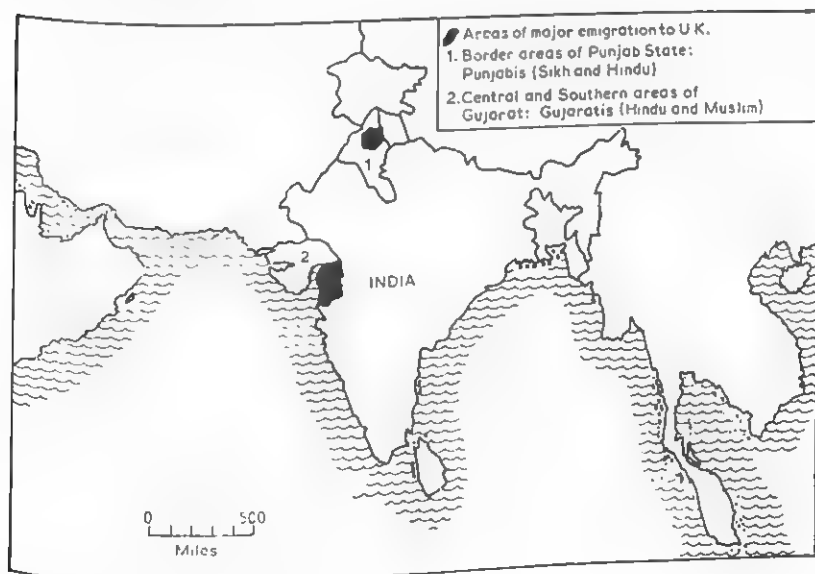 Areas of major emigration to U.K.
1. Border areas of Punjab State:
Punjabis (Sikh and Hindu)
2. Central and Southern areas of
Gujarat: Gujaratis (Hindu and Muslim)
1
2
INDIA
0 500
Miles